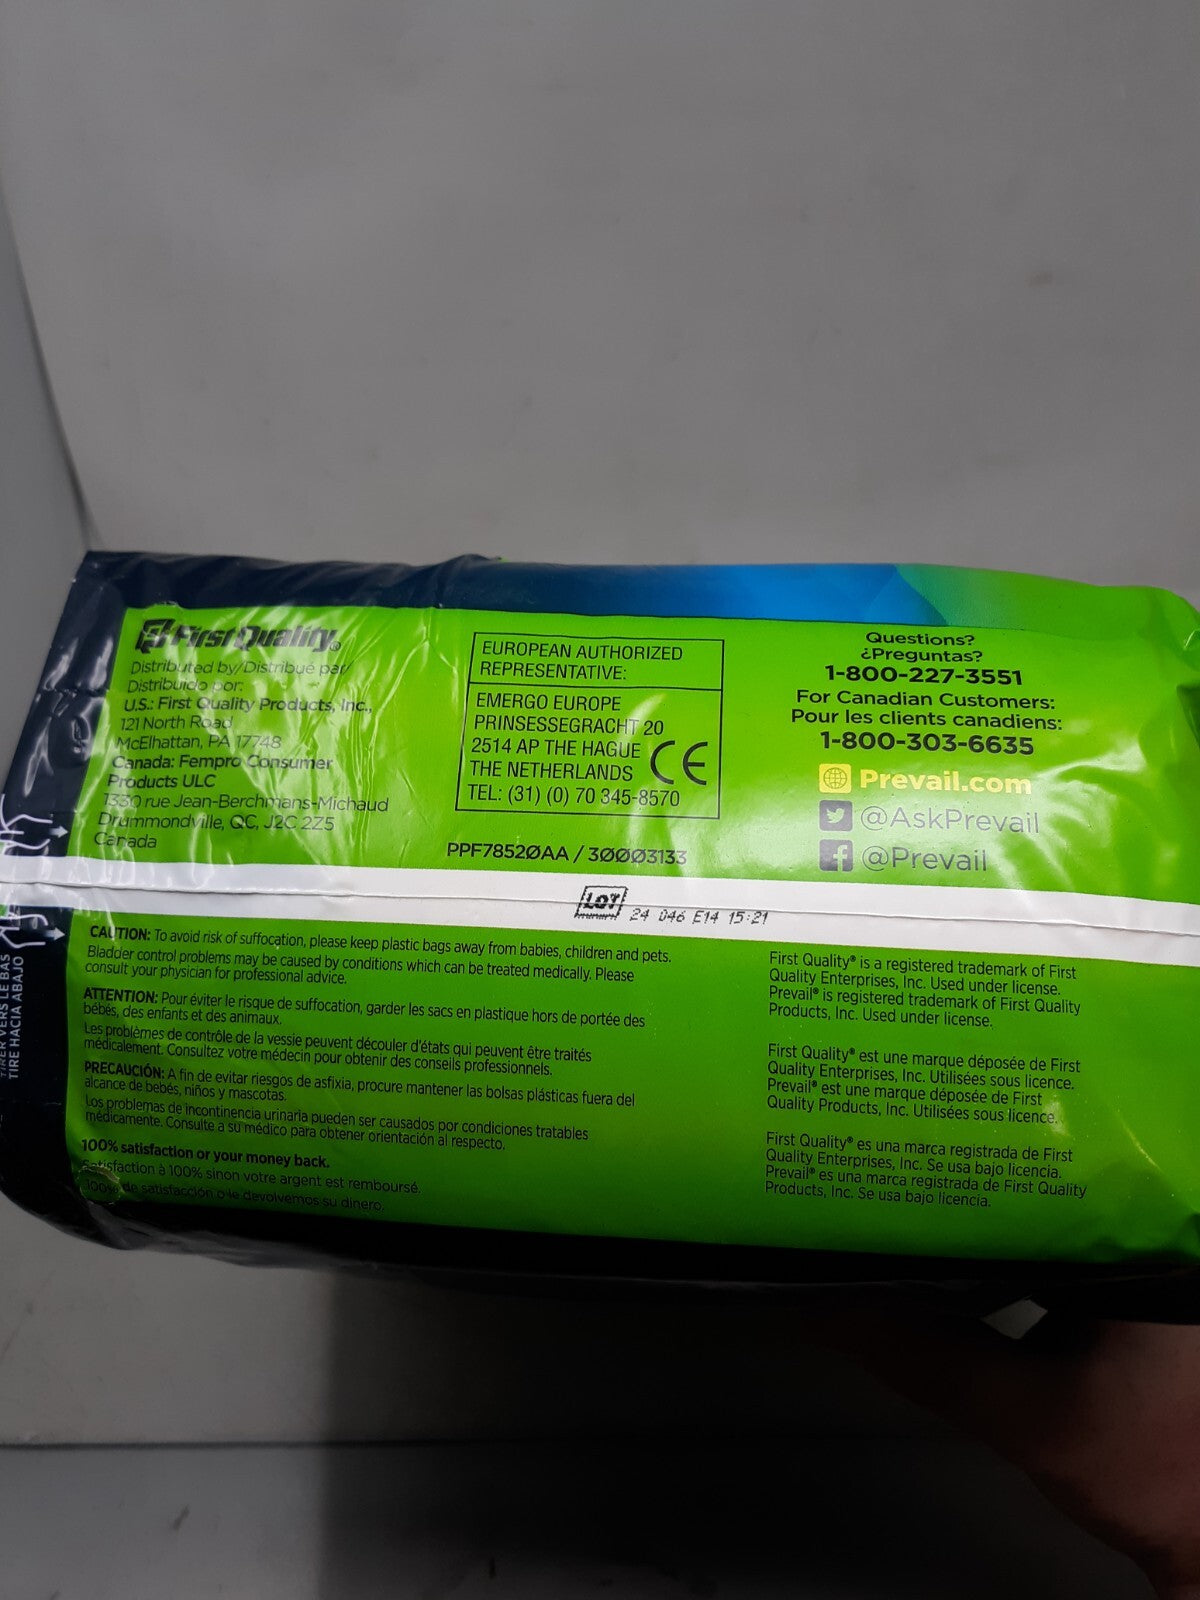 First Quality®
Distributed by/Distribué par/
Distribuido por:
U.S.: First Quality Products, Inc.,
121 North Road
McElhattan, PA 17748
Canada: Fempro Consumer
Products ULC
1330 rue Jean-Berchmans-Michaud
Drummondville, QC, J2C 2Z5
Canada
EUROPEAN AUTHORIZED
REPRESENTATIVE:
EMERGO EUROPE
PRINSESSEGRACHT 20
2514 AP THE HAGUE
THE NETHERLANDS
TEL: (31) (0) 70 345-8570
CE
PPF7852ØAA / 3ØØØ3133
Questions?
¿Preguntas?
1-800-227-3551
For Canadian Customers:
Pour les clients canadiens:
1-800-303-6635
Prevail.com
@AskPrevail
@Prevail
LOT 24 046 E14 15:21
TIRER VERS LE BAS
TIRE HACIA ABAJO
CAUTION: To avoid risk of suffocation, please keep plastic bags away from babies, children and pets.
Bladder control problems may be caused by conditions which can be treated medically. Please
consult your physician for professional advice.
ATTENTION: Pour éviter le risque de suffocation, garder les sacs en plastique hors de portée des
bébés, des enfants et des animaux.
Les problèmes de contrôle de la vessie peuvent découler d'états qui peuvent être traités
médicalement. Consultez votre médecin pour obtenir des conseils professionnels.
PRECAUCIÓN: A fin de evitar riesgos de asfixia, procure mantener las bolsas plásticas fuera del
alcance de bebés, niños y mascotas.
Los problemas de incontinencia urinaria pueden ser causados por condiciones tratables
médicamente. Consulte a su médico para obtener orientación al respecto.
100% satisfaction or your money back.
Satisfaction à 100% sinon votre argent est remboursé.
100% de satisfacción o le devolvemos su dinero.
First Quality® is a registered trademark of First
Quality Enterprises, Inc. Used under license.
Prevail® is registered trademark of First Quality
Products, Inc. Used under license.
First Quality® est une marque déposée de First
Quality Enterprises, Inc. Utilisées sous licence.
Prevail® est une marque déposée de First
Quality Products, Inc. Utilisées sous licence.
First Quality® es una marca registrada de First
Quality Enterprises, Inc. Se usa bajo licencia.
Prevail® es una marca registrada de First Quality
Products, Inc. Se usa bajo licencia.